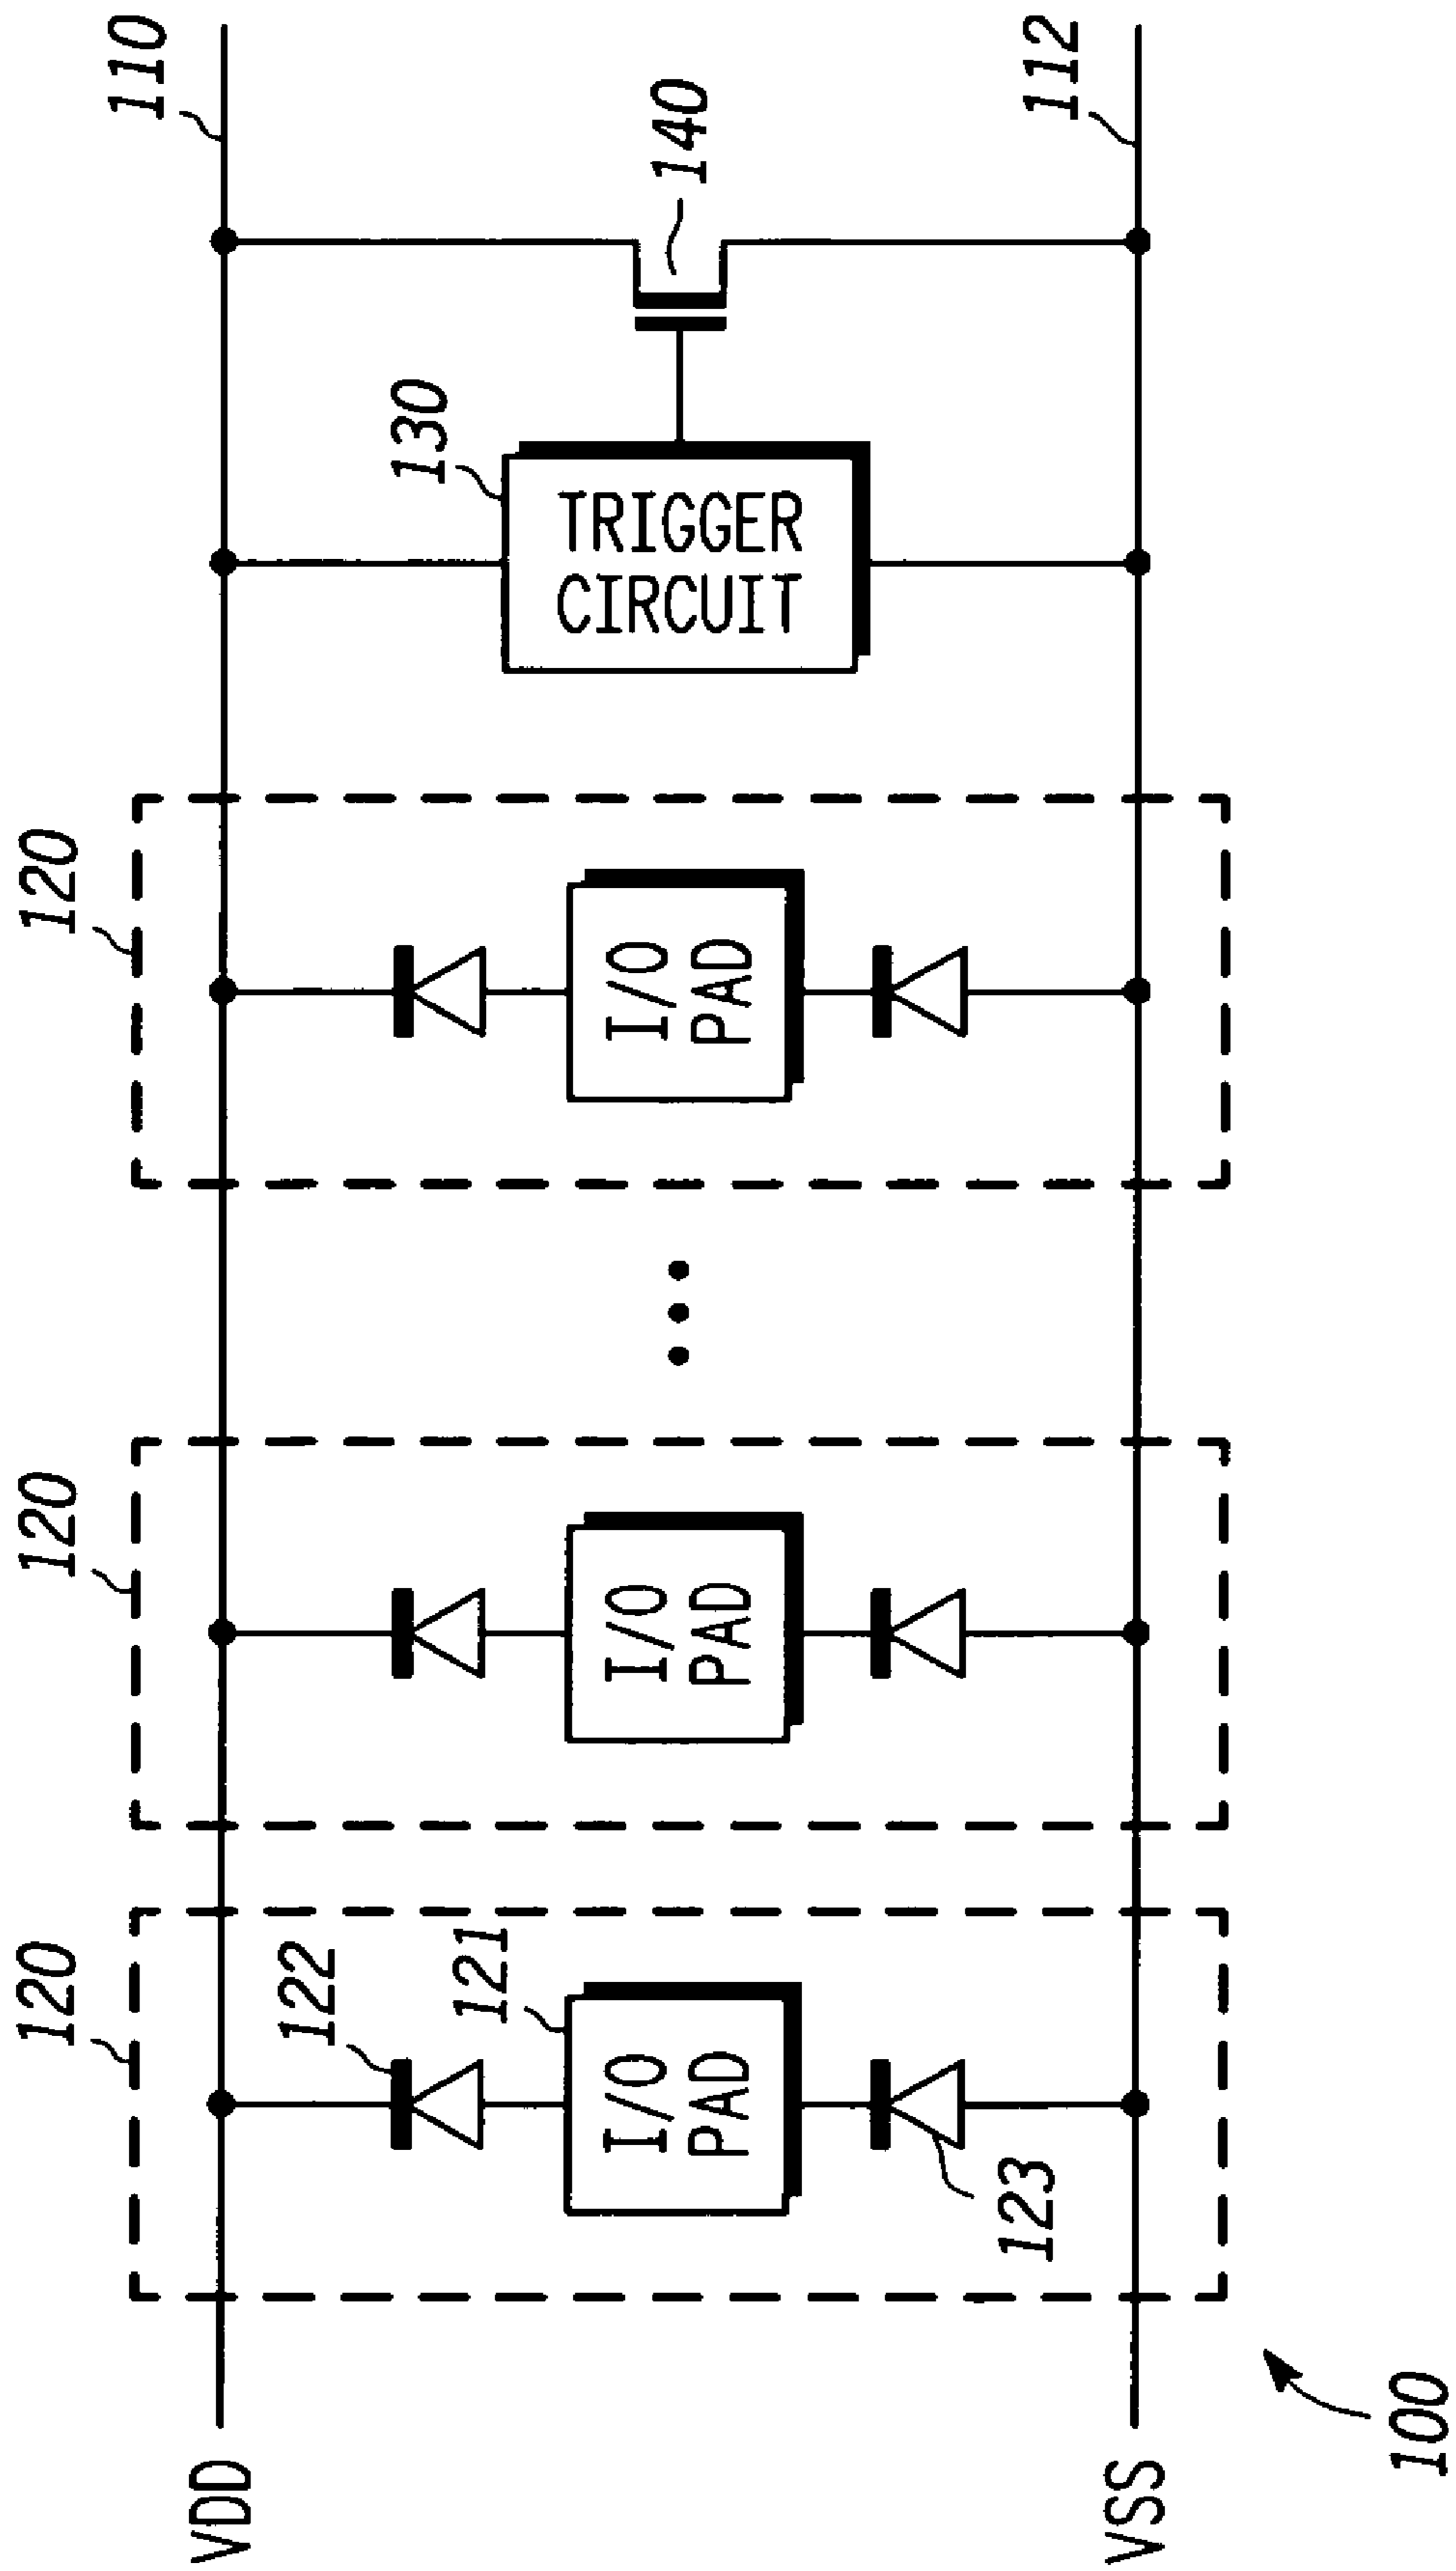 120
120
120
110
122
121
130
140
I/O
PAD
I/O
PAD
I/O
PAD
TRIGGER
CIRCUIT
123
112
VDD
VSS
100